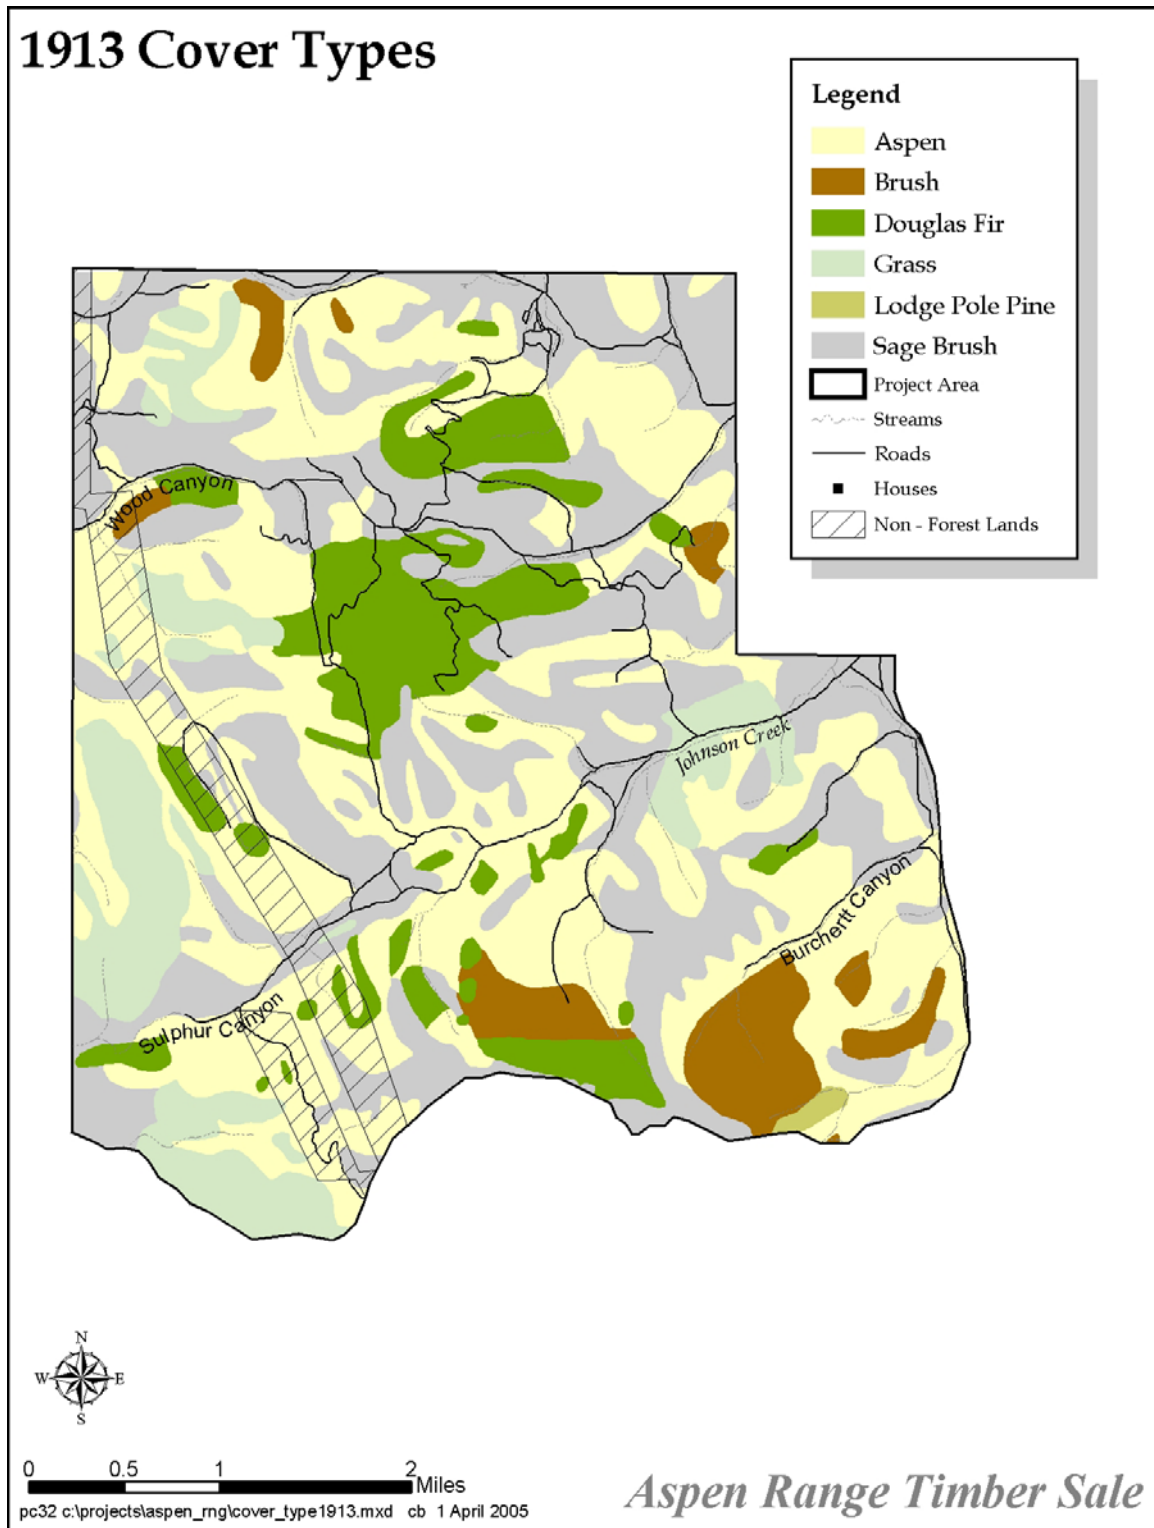 1913 Cover Types
Legend
Aspen
Brush
Douglas Fir
Grass
Lodge Pole Pine
Sage Brush
Project Area
Streams
Roads
Houses
Non - Forest Lands
Wood Canyon
Johnson Creek
Burchertt Canyon
Sulphur Canyon
N
W E
S
0 0.5 1 2
Miles
pc32 c:\projects\aspen_rng\cover_type1913.mxd cb 1 April 2005
Aspen Range Timber Sale